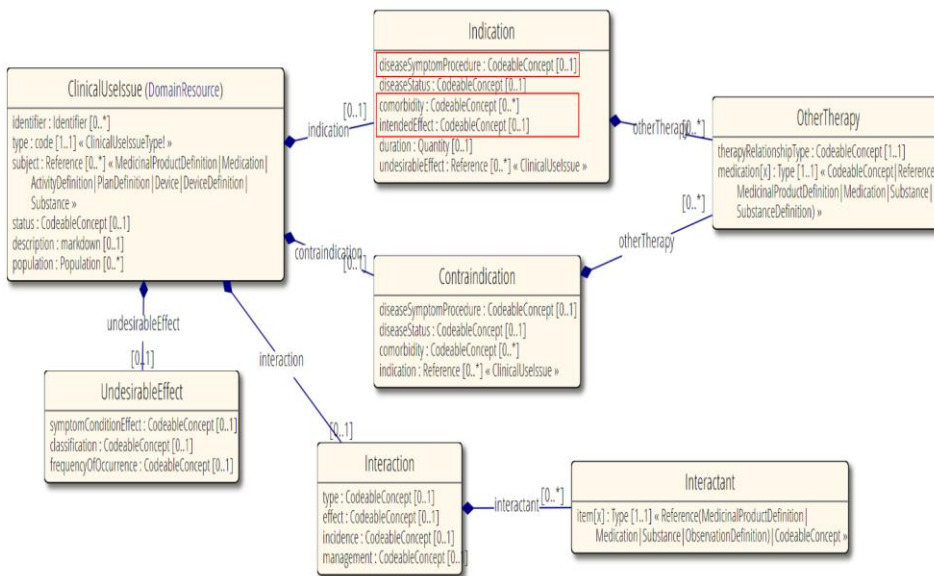 Indication
diseaseSymptomProcedure : CodeableConcept [0..1]
diseaseStatus : CodeableConcept [0..1]
comorbidity : CodeableConcept [0..*]
intendedEffect : CodeableConcept [0..1]
duration : Quantity [0..1]
undesirableEffect : Reference [0..*] « ClinicalUseIssue »
ClinicalUseIssue (DomainResource)
identifier : Identifier [0..*]
type : code [1..1] « ClinicalUseIssueType! »
subject : Reference [0..*] « MedicinalProductDefinition|Medication|
ActivityDefinition|PlanDefinition|Device|DeviceDefinition|
Substance »
status : CodeableConcept [0..1]
description : markdown [0..1]
population : Population [0..*]
[0..1]
indication
otherTherapy
[0..*]
OtherTherapy
therapyRelationshipType : CodeableConcept [1..1]
medication[x] : Type [1..1] « CodeableConcept|Reference
MedicinalProductDefinition|Medication|Substance|
SubstanceDefinition) »
[0..*]
otherTherapy
contraindication
[0..1]
Contraindication
diseaseSymptomProcedure : CodeableConcept [0..1]
diseaseStatus : CodeableConcept [0..1]
comorbidity : CodeableConcept [0..*]
indication : Reference [0..*] « ClinicalUseIssue »
undesirableEffect
[0..1]
interaction
UndesirableEffect
symptomConditionEffect : CodeableConcept [0..1]
classification : CodeableConcept [0..1]
frequencyOfOccurrence : CodeableConcept [0..1]
[0..1]
Interaction
type : CodeableConcept [0..1]
effect : CodeableConcept [0..1]
incidence : CodeableConcept [0..1]
management : CodeableConcept [0..1]
interactant
[0..*]
Interactant
item[x] : Type [1..1] « Reference(MedicinalProductDefinition|
Medication|Substance|ObservationDefinition)|CodeableConcept »